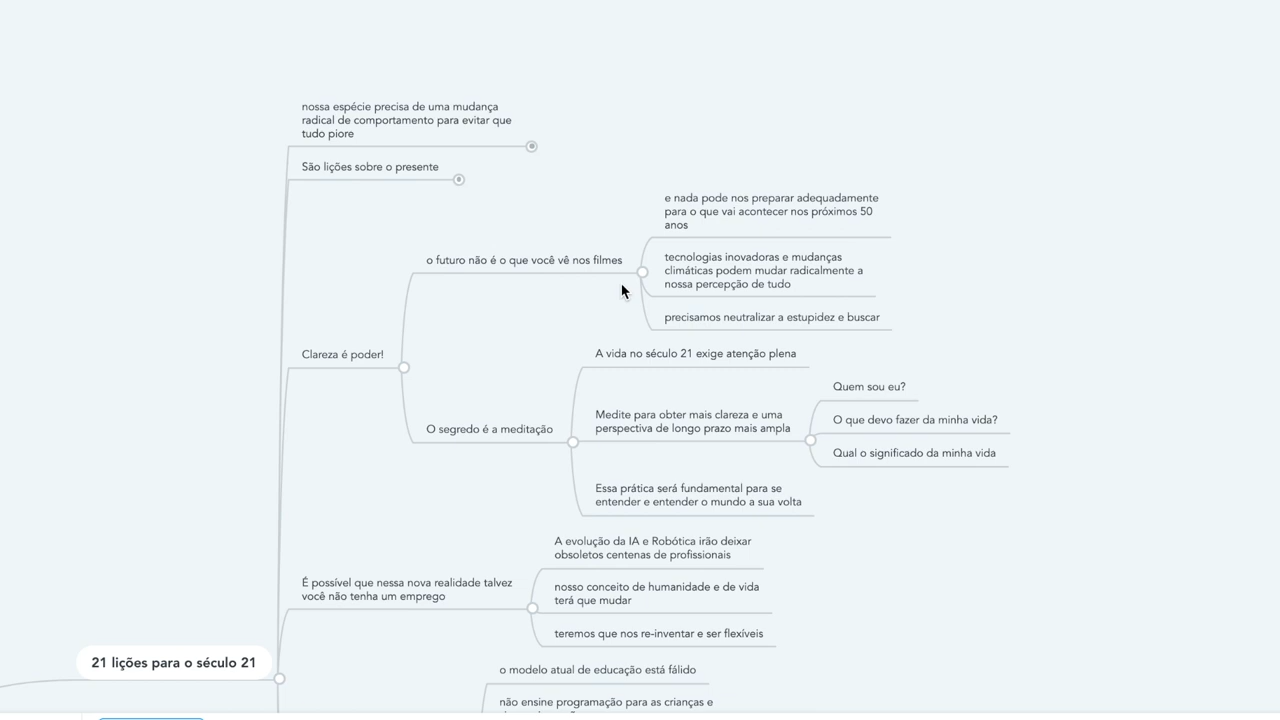 nossa espécie precisa de uma mudança
radical de comportamento para evitar que
tudo piore
São lições sobre o presente
Clareza é poder!
o futuro não é o que você vê nos filmes
e nada pode nos preparar adequadamente
para o que vai acontecer nos próximos 50
anos
tecnologias inovadoras e mudanças
climáticas podem mudar radicalmente a
nossa percepção de tudo
precisamos neutralizar a estupidez e buscar
O segredo é a meditação
A vida no século 21 exige atenção plena
Medite para obter mais clareza e uma
perspectiva de longo prazo mais ampla
Quem sou eu?
O que devo fazer da minha vida?
Qual o significado da minha vida
Essa prática será fundamental para se
entender e entender o mundo a sua volta
É possível que nessa nova realidade talvez
você não tenha um emprego
A evolução da IA e Robótica irão deixar
obsoletos centenas de profissionais
nosso conceito de humanidade e de vida
terá que mudar
teremos que nos re-inventar e ser flexíveis
21 lições para o século 21
o modelo atual de educação está fálido
não ensine programação para as crianças e